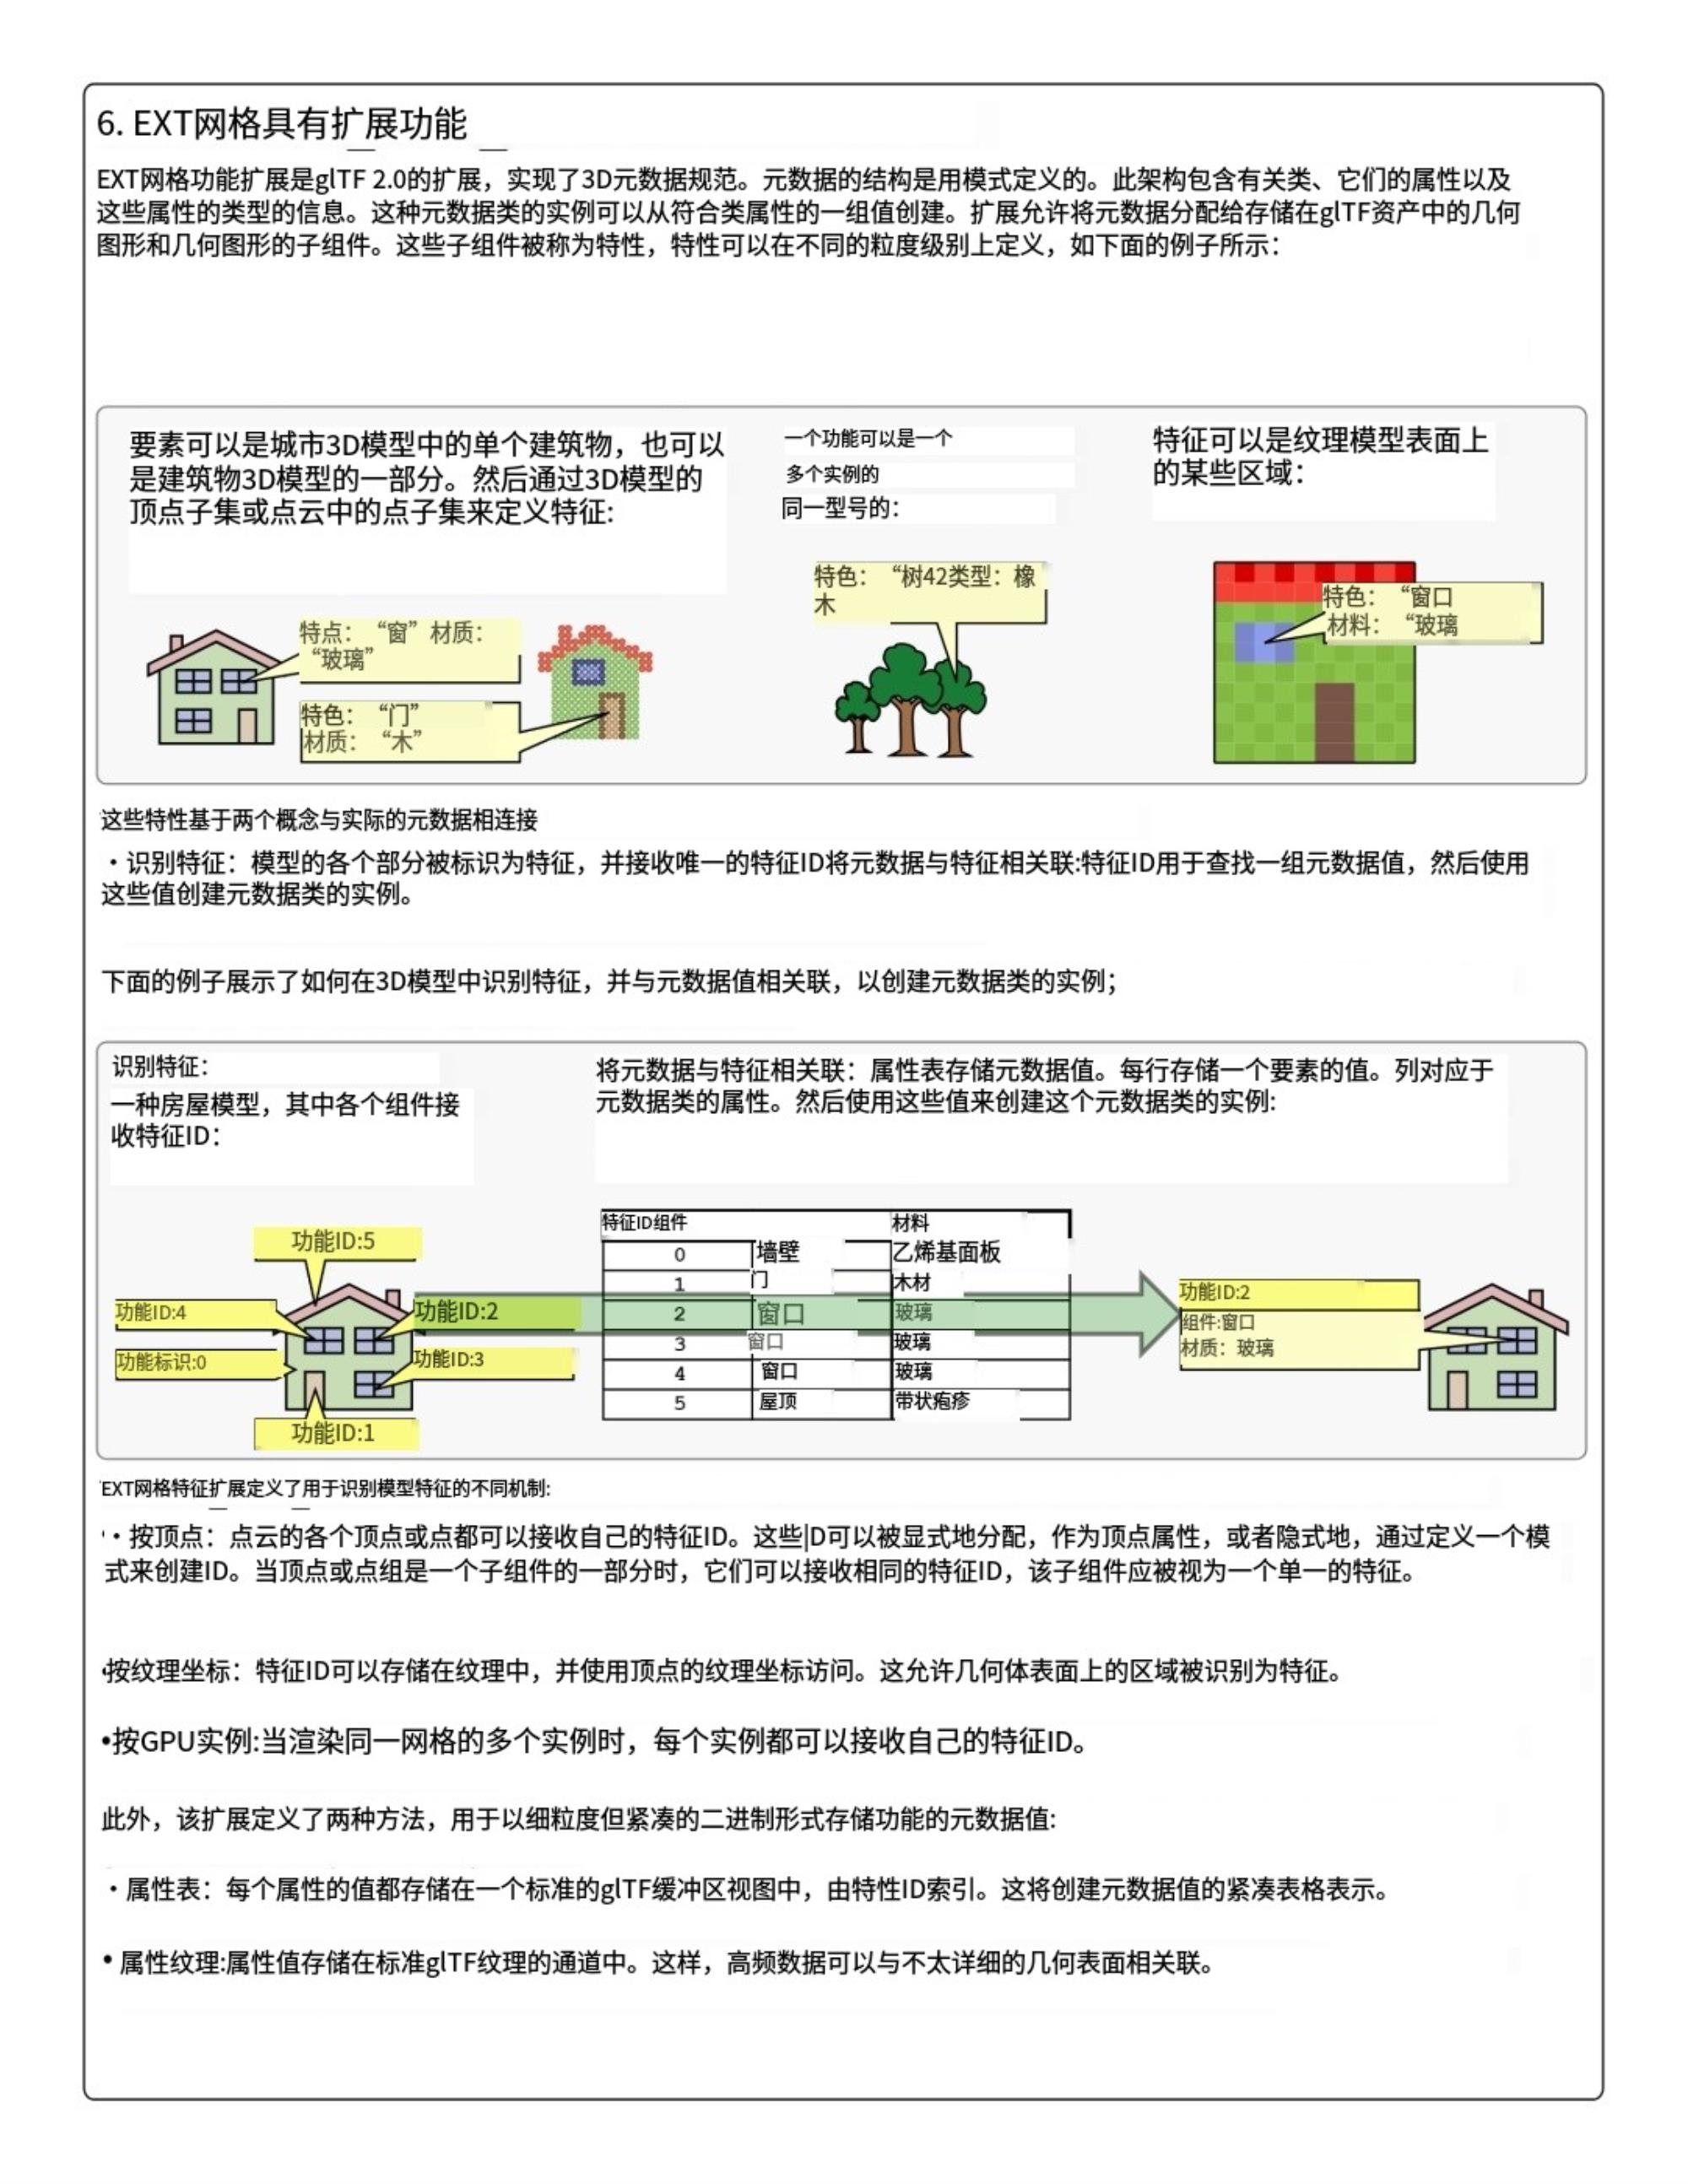 6. EXT网格具有扩展功能
EXT网格功能扩展是glTF 2.0的扩展，实现了3D元数据规范。元数据的结构是用模式定义的。此架构包含有关类、它们的属性以及
这些属性的类型的信息。这种元数据类的实例可以从符合类属性的一组值创建。扩展允许将元数据分配给存储在glTF资产中的几何
图形和几何图形的子组件。这些子组件被称为特性，特性可以在不同的粒度级别上定义，如下面的例子所示：
要素可以是城市3D模型中的单个建筑物，也可以
是建筑物3D模型的一部分。然后通过3D模型的
顶点子集或点云中的点子集来定义特征:
特点：“窗”材质：
“玻璃”
特色：“门”
材质：“木”
一个功能可以是一个
多个实例的
同一型号的：
特色：“树42类型：橡
木
特征可以是纹理模型表面上
的某些区域：
特色：“窗口
材料：“玻璃
这些特性基于两个概念与实际的元数据相连接
·识别特征：模型的各个部分被标识为特征，并接收唯一的特征ID将元数据与特征相关联:特征ID用于查找一组元数据值，然后使用
这些值创建元数据类的实例。
下面的例子展示了如何在3D模型中识别特征，并与元数据值相关联，以创建元数据类的实例；
识别特征：
一种房屋模型，其中各个组件接
收特征ID：
将元数据与特征相关联：属性表存储元数据值。每行存储一个要素的值。列对应于
元数据类的属性。然后使用这些值来创建这个元数据类的实例:
功能ID:5
功能ID:4
功能ID:2
功能标识:0
功能ID:3
功能ID:1
特征ID组件 材料
0 墙壁 乙烯基面板
1 门 木材
2 窗口 玻璃
3 窗口 玻璃
4 窗口 玻璃
5 屋顶 带状疱疹
功能ID:2
组件:窗口
材质：玻璃
EXT网格特征扩展定义了用于识别模型特征的不同机制:
·按顶点：点云的各个顶点或点都可以接收自己的特征ID。这些|D可以被显式地分配，作为顶点属性，或者隐式地，通过定义一个模
式来创建ID。当顶点或点组是一个子组件的一部分时，它们可以接收相同的特征ID，该子组件应被视为一个单一的特征。
·按纹理坐标：特征ID可以存储在纹理中，并使用顶点的纹理坐标访问。这允许几何体表面上的区域被识别为特征。
•按GPU实例:当渲染同一网格的多个实例时，每个实例都可以接收自己的特征ID。
此外，该扩展定义了两种方法，用于以细粒度但紧凑的二进制形式存储功能的元数据值:
·属性表：每个属性的值都存储在一个标准的glTF缓冲区视图中，由特性ID索引。这将创建元数据值的紧凑表格表示。
• 属性纹理:属性值存储在标准glTF纹理的通道中。这样，高频数据可以与不太详细的几何表面相关联。